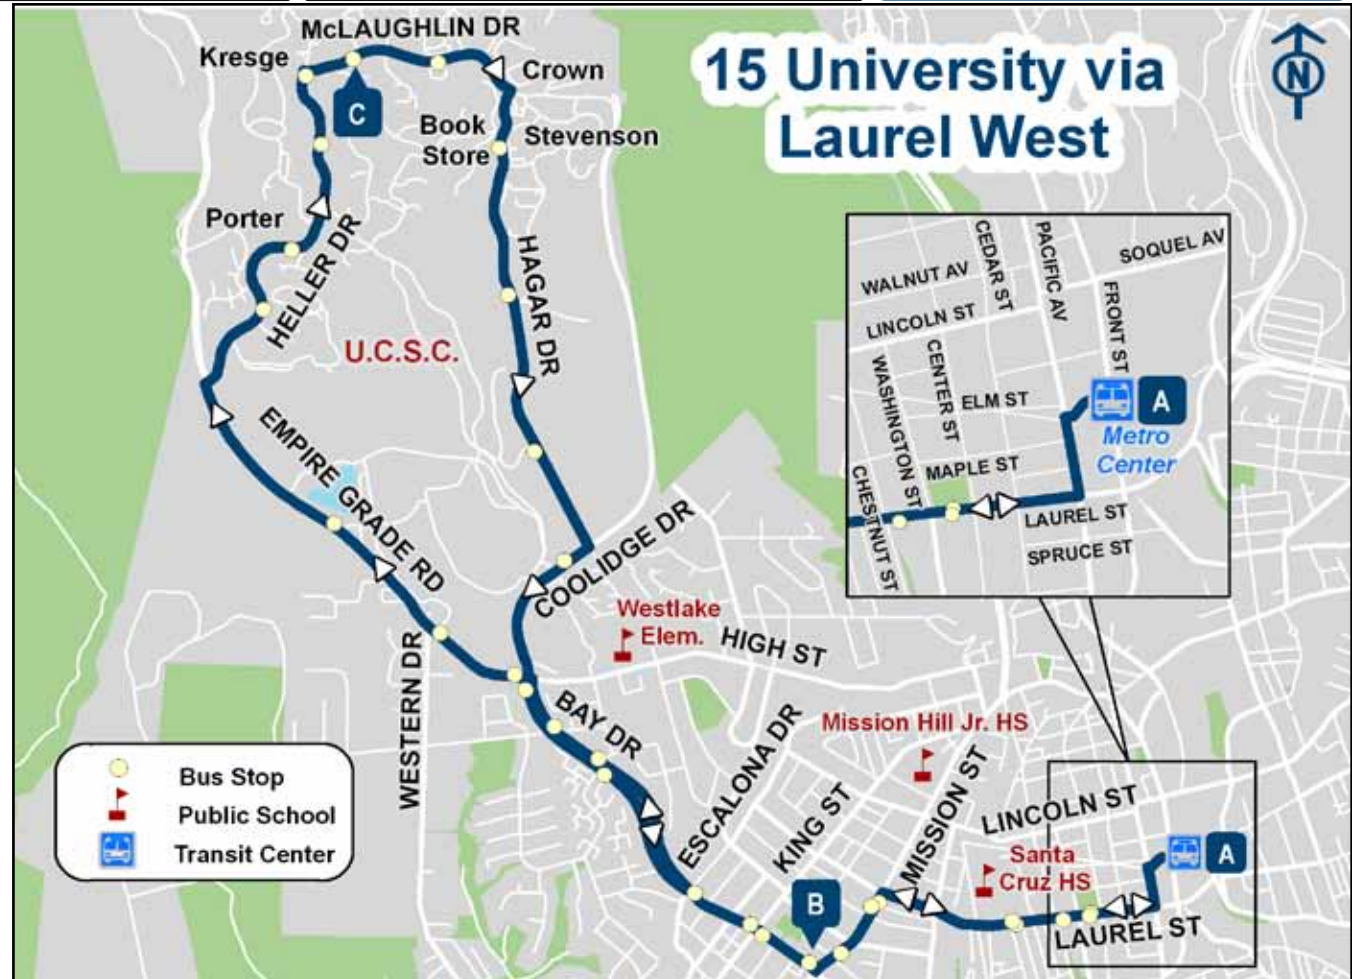 McLAUGHLIN DR
Kresge
Crown
C
Book
Store
Stevenson
15 University via
Laurel West
N
Porter
HELLER DR
HAGAR DR
U.C.S.C.
EMPIRE GRADE RD
COOLIDGE DR
WESTERN DR
Westlake
Elem.
HIGH ST
BAY DR
ESCALONA DR
Mission Hill Jr. HS
KING ST
MISSION ST
LINCOLN ST
Santa
Cruz HS
A
B
LAUREL ST
CEDAR ST
PACIFIC AV
SOQUEL AV
WALNUT AV
LINCOLN ST
FRONT ST
WASHINGTON ST
CENTER ST
ELM ST
A
Metro
Center
MAPLE ST
CHESTNUT ST
LAUREL ST
SPRUCE ST
Bus Stop
Public School
Transit Center